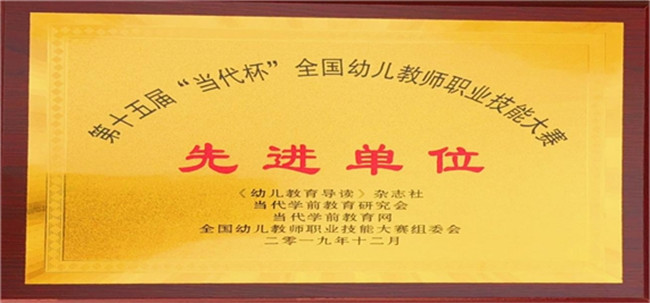 第十五届“当代杯”全国幼儿教师职业技能大赛
先进单位
《幼儿教育导读》杂志社
当代学前教育研究会
当代学前教育网
全国幼儿教师职业技能大赛组委会
二零一九年十二月